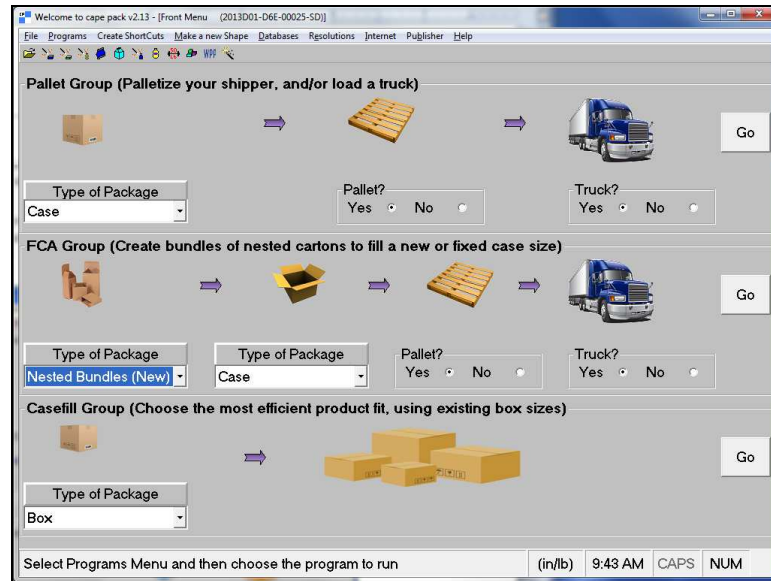 Welcome to cape pack v2.13 - [Front Menu (2013D01-D6E-00025-SD)]
File Programs Create ShortCuts Make a new Shape Databases Resolutions Internet Publisher Help
WPP
Pallet Group (Palletize your shipper, and/or load a truck)
Go
Type of Package Pallet? Truck?
Case Yes No Yes No
FCA Group (Create bundles of nested cartons to fill a new or fixed case size)
Go
Type of Package Type of Package Pallet? Truck?
Nested Bundles (New) Case Yes No Yes No
Casefill Group (Choose the most efficient product fit, using existing box sizes)
Go
Type of Package
Box
Select Programs Menu and then choose the program to run (in/lb) 9:43 AM CAPS NUM